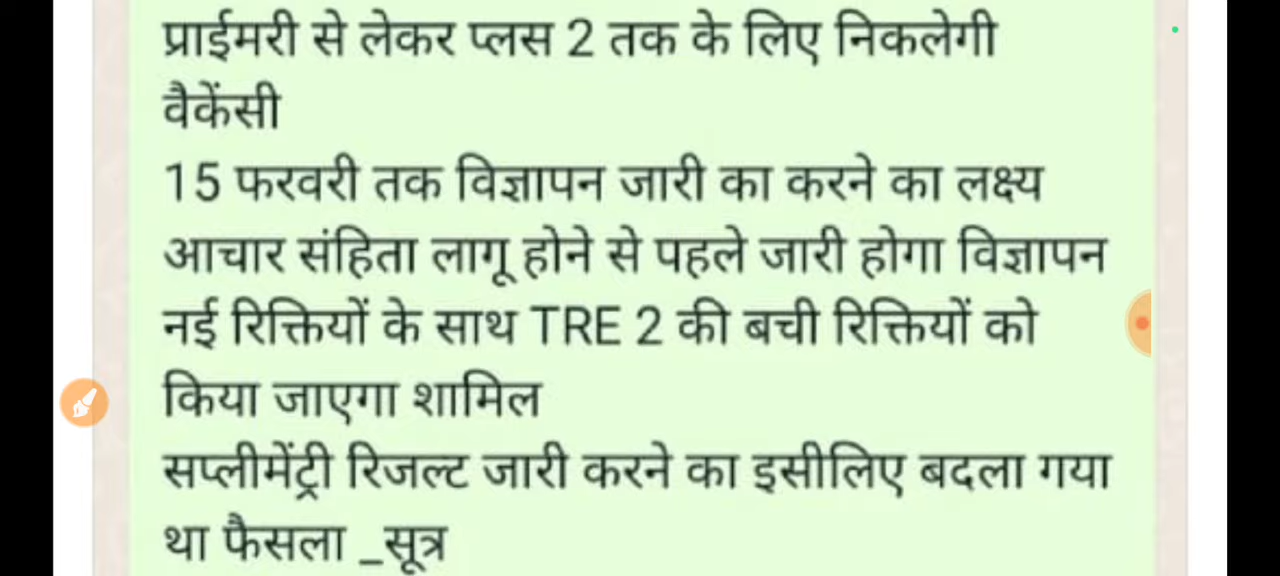 प्राईमरी से लेकर प्लस 2 तक के लिए निकलेगी
वैकेंसी
15 फरवरी तक विज्ञापन जारी का करने का लक्ष्य
आचार संहिता लागू होने से पहले जारी होगा विज्ञापन
नई रिक्तियों के साथ TRE 2 की बची रिक्तियों को
किया जाएगा शामिल
सप्लीमेंट्री रिजल्ट जारी करने का इसीलिए बदला गया
था फैसला _सूत्र